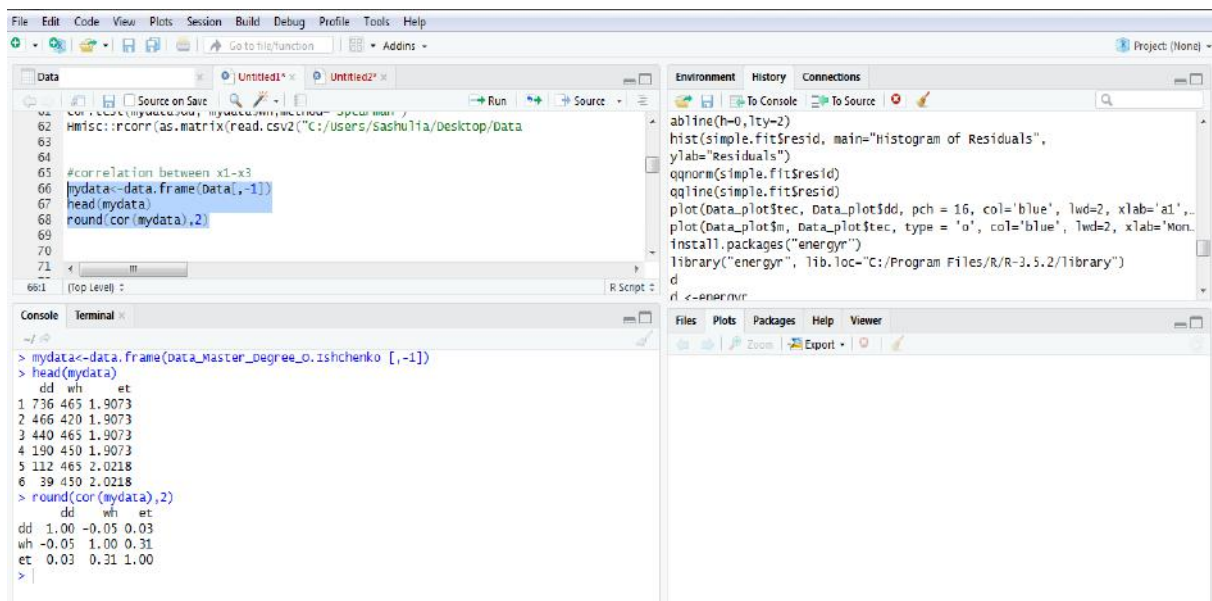 File Edit Code View Plots Session Build Debug Profile Tools Help
Go to file/function Addins Project: (None)
Data Untitled1* Untitled2*
Source on Save Run Source
62 Hmisc::rcorr(as.matrix(read.csv2("C:/Users/Sashulia/Desktop/Data
63
64
65 #correlation between x1-x3
66 mydata<-data.frame(Data[,-1])
67 head(mydata)
68 round(cor(mydata),2)
69
70
71
66:1 (Top Level) R Script
Console Terminal
~/
> mydata<-data.frame(Data_Master_Degree_O.Ishchenko [,-1])
> head(mydata)
dd wh et
1 736 465 1.9073
2 466 420 1.9073
3 440 465 1.9073
4 190 450 1.9073
5 112 465 2.0218
6 39 450 2.0218
> round(cor(mydata),2)
dd wh et
dd 1.00 -0.05 0.03
wh -0.05 1.00 0.31
et 0.03 0.31 1.00
>
Environment History Connections
To Console To Source
abline(h=0,lty=2)
hist(simple.fit$resid, main="Histogram of Residuals",
ylab="Residuals")
qqnorm(simple.fit$resid)
qqline(simple.fit$resid)
plot(Data_plot$tec, Data_plot$dd, pch = 16, col='blue', lwd=2, xlab='a1',…
plot(Data_plot$m, Data_plot$tec, type = 'o', col='blue', lwd=2, xlab='Mon…
install.packages("energyr")
library("energyr", lib.loc="C:/Program Files/R/R-3.5.2/library")
d
d <-energyr
Files Plots Packages Help Viewer
Zoom Export